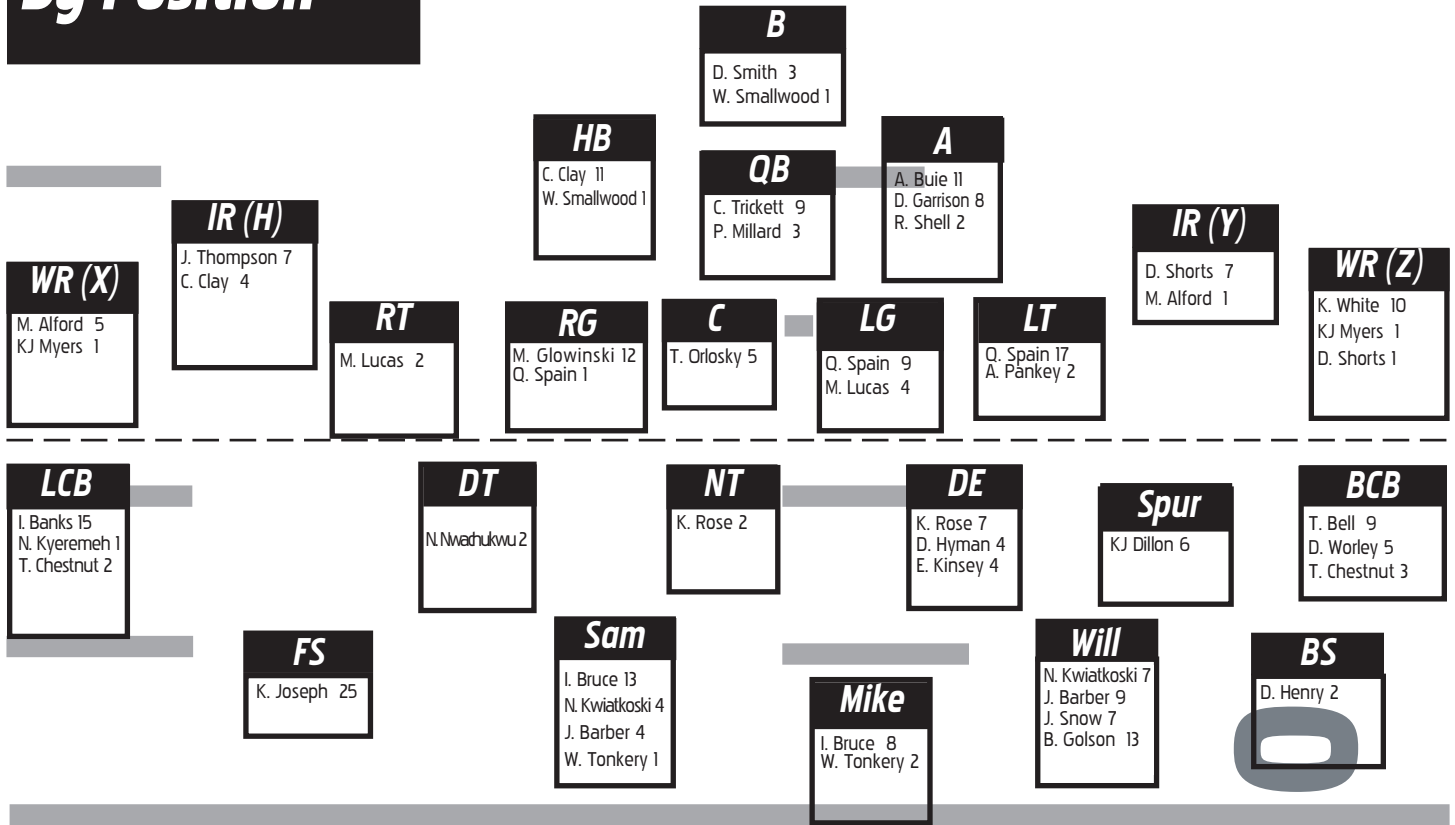 By Position
B
D. Smith 3
W. Smallwood 1
HB
C. Clay 11
W. Smallwood 1
QB
C. Trickett 9
P. Millard 3
A
A. Buie 11
D. Garrison 8
R. Shell 2
IR (H)
J. Thompson 7
C. Clay 4
IR (Y)
D. Shorts 7
M. Alford 1
WR (X)
M. Alford 5
KJ Myers 1
WR (Z)
K. White 10
KJ Myers 1
D. Shorts 1
RT
M. Lucas 2
RG
M. Glowinski 12
Q. Spain 1
C
T. Orlosky 5
LG
Q. Spain 9
M. Lucas 4
LT
Q. Spain 17
A. Pankey 2
LCB
I. Banks 15
N. Kyeremeh 1
T. Chestnut 2
DT
N. Nwachukwu 2
NT
K. Rose 2
DE
K. Rose 7
D. Hyman 4
E. Kinsey 4
Spur
KJ Dillon 6
BCB
T. Bell 9
D. Worley 5
T. Chestnut 3
FS
K. Joseph 25
Sam
I. Bruce 13
N. Kwiatkoski 4
J. Barber 4
W. Tonkery 1
Mike
I. Bruce 8
W. Tonkery 2
Will
N. Kwiatkoski 7
J. Barber 9
J. Snow 7
B. Golson 13
BS
D. Henry 2